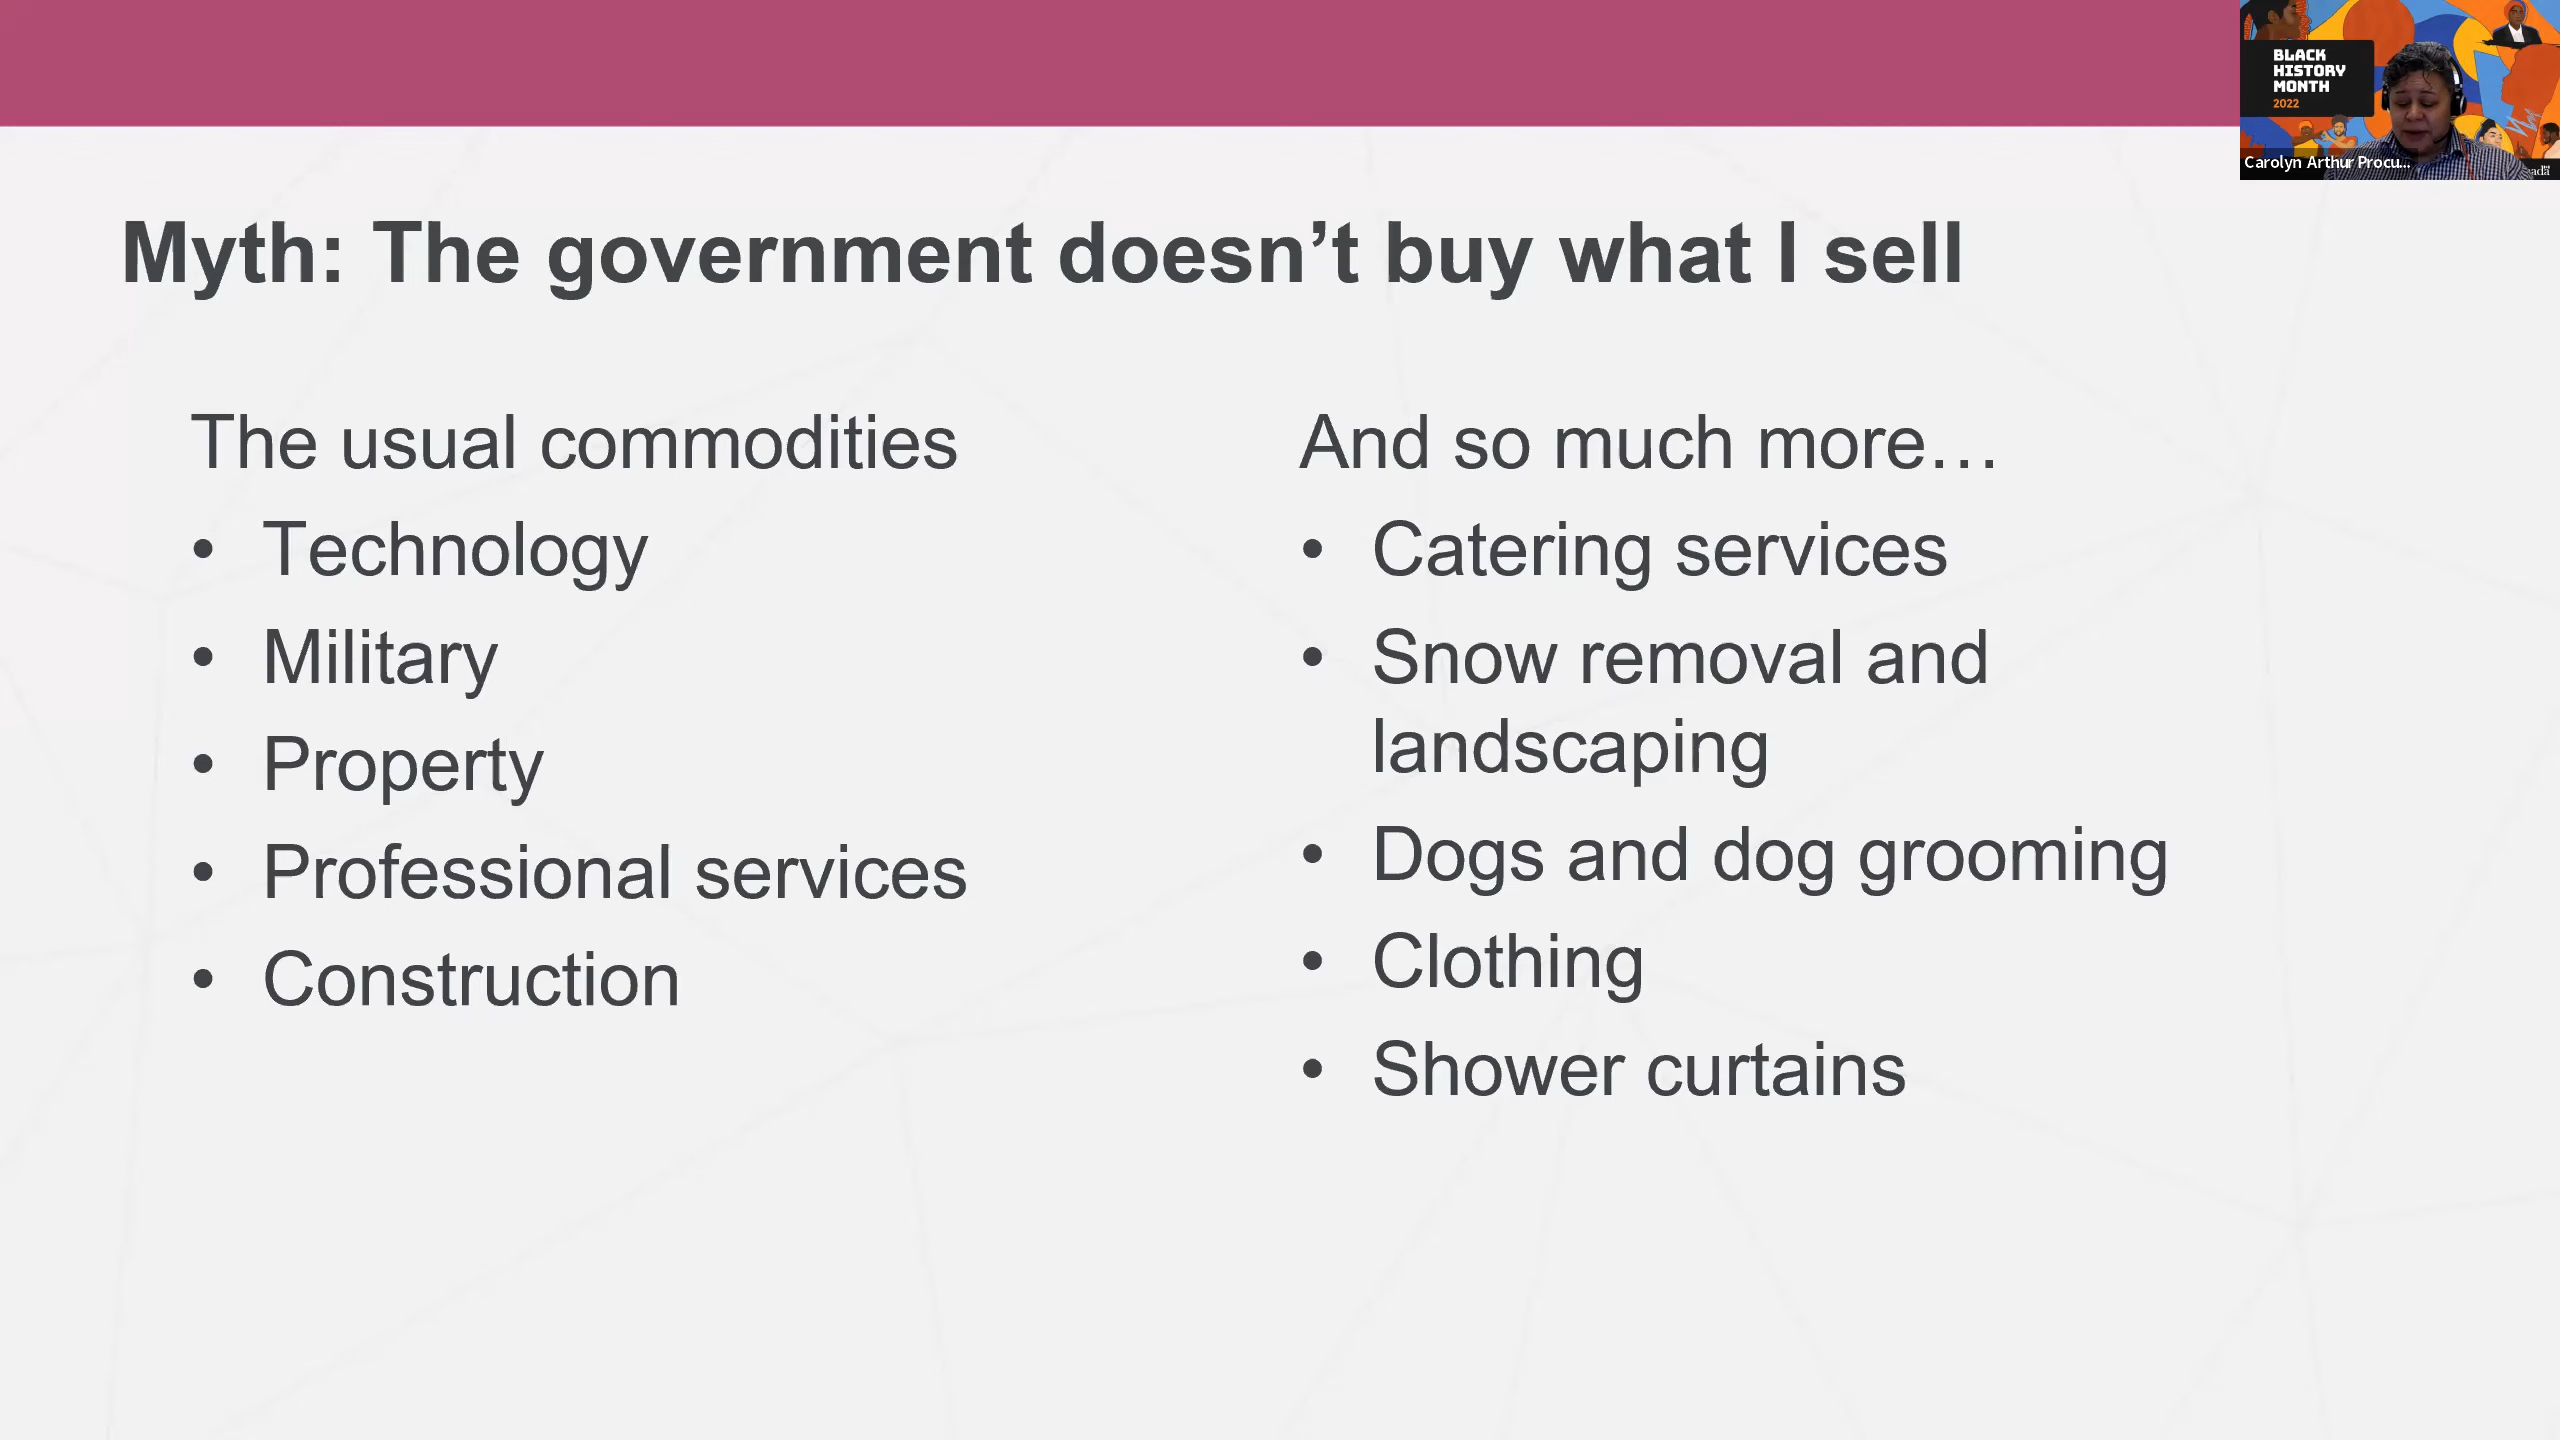 Myth: The government doesn’t buy what I sell
The usual commodities
• Technology
• Military
• Property
• Professional services
• Construction
And so much more…
• Catering services
• Snow removal and
landscaping
• Dogs and dog grooming
• Clothing
• Shower curtains
BLACK
HISTORY
MONTH
2022
Carolyn Arthur Procu...